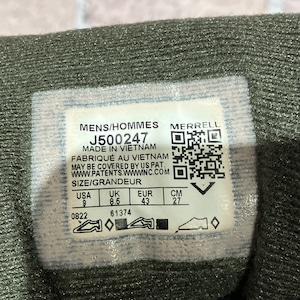 MENS/HOMMES MERRELL
J500247
MADE IN VIETNAM
FABRIQUÉ AU VIETNAM
MAY BE COVERED BY US PAT.
WWW.PATENTS.WWWINC.COM
SIZE/GRANDEUR
USA UK EUR CM
9 8.5 43 27
0822 61374